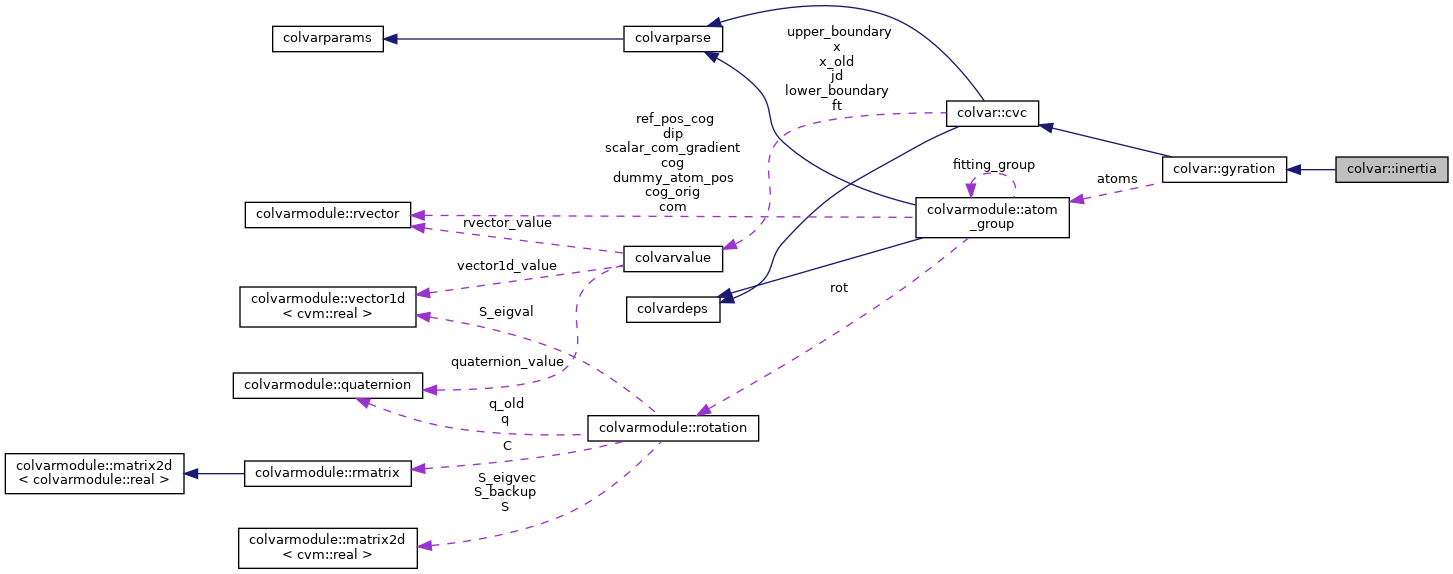 colvarparams
colvarparse
upper_boundary
x
x_old
jd
lower_boundary
ft
colvar::cvc
ref_pos_cog
dip
scalar_com_gradient
cog
dummy_atom_pos
cog_orig
com
fitting_group
colvar::gyration
colvar::inertia
atoms
colvarmodule::rvector
rvector_value
colvarmodule::atom
_group
colvarvalue
vector1d_value
colvarmodule::vector1d
< cvm::real >
S_eigval
colvardeps
rot
quaternion_value
colvarmodule::quaternion
q_old
q
colvarmodule::rotation
C
colvarmodule::matrix2d
< colvarmodule::real >
colvarmodule::rmatrix
S_eigvec
S_backup
S
colvarmodule::matrix2d
< cvm::real >